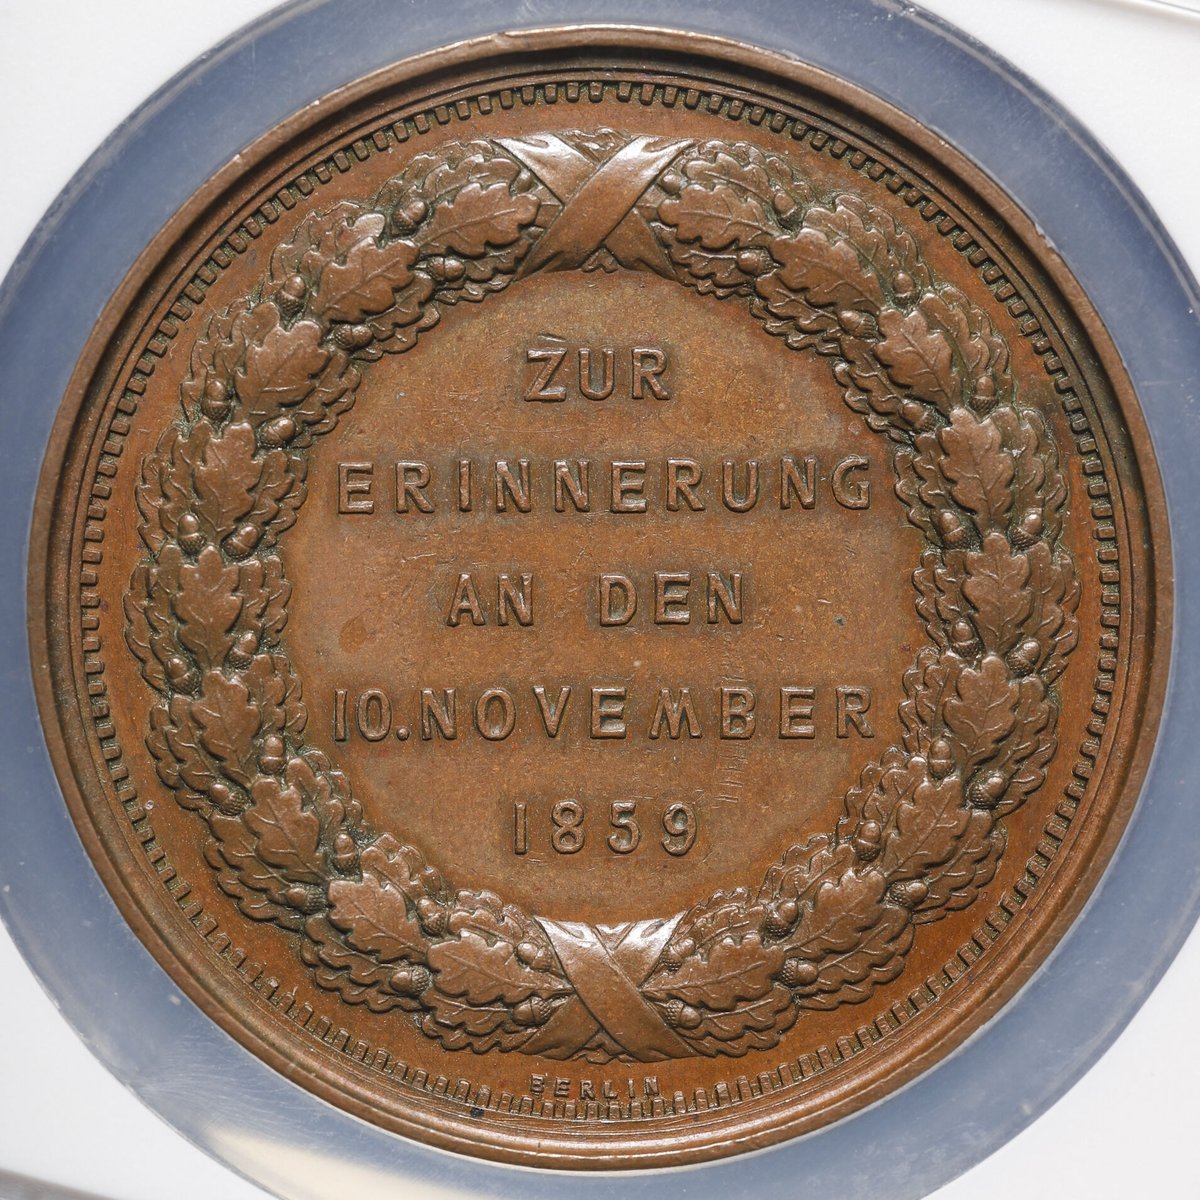 ZUR
ERINNERUNG
AN DEN
10. NOVEMBER
1859
BERLIN